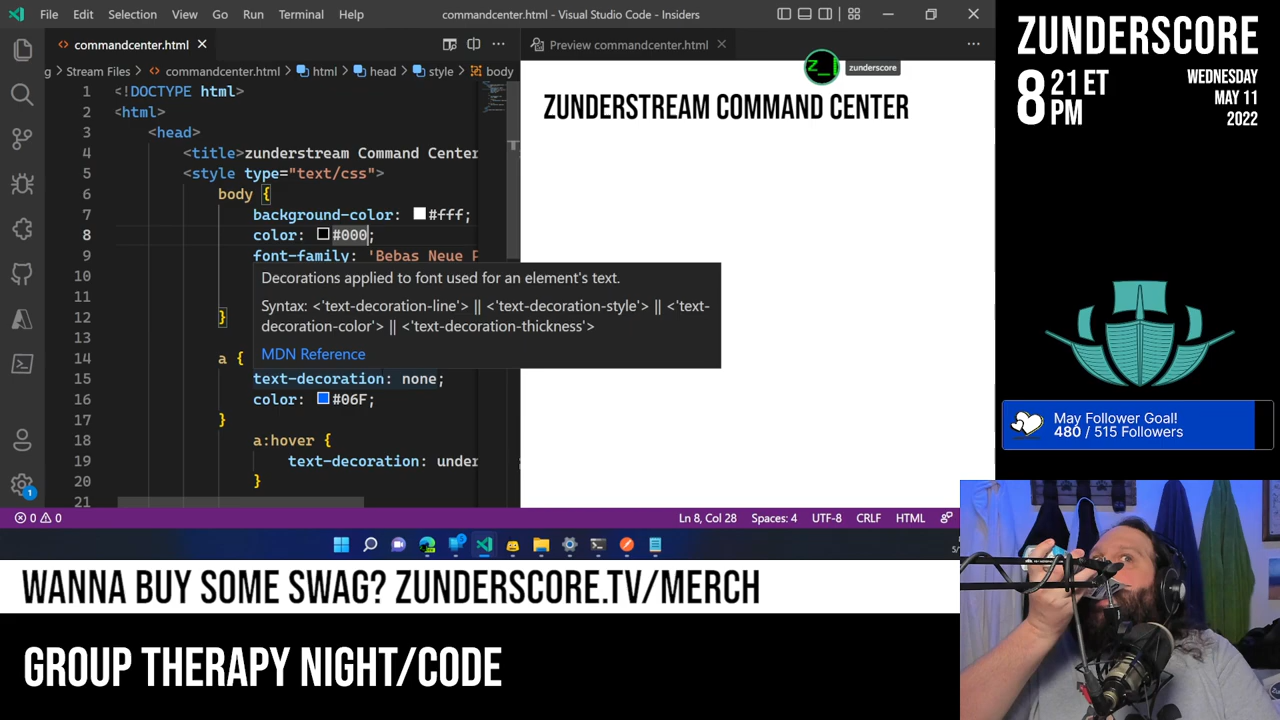 File Edit Selection View Go Run Terminal Help
commandcenter.html - Visual Studio Code - Insiders
commandcenter.html
Preview commandcenter.html
g > Stream Files > commandcenter.html > html > head > style > body
1 <!DOCTYPE html>
2 <html>
3 <head>
4 <title>zunderstream Command Center
5 <style type="text/css">
6 body {
7 background-color: #fff;
8 color: #000;
9 font-family: 'Bebas Neue P
10
11
12 }
13
14 a {
15 text-decoration: none;
16 color: #06F;
17 }
18 a:hover {
19 text-decoration: under
20 }
21
Decorations applied to font used for an element's text.
Syntax: <'text-decoration-line'> || <'text-decoration-style'> || <'text-
decoration-color'> || <'text-decoration-thickness'>
MDN Reference
z_
zunderscore
ZUNDERSTREAM COMMAND CENTER
0 0
Ln 8, Col 28 Spaces: 4 UTF-8 CRLF HTML
1
ZUNDERSCORE
8 21 ET
PM
WEDNESDAY
MAY 11
2022
May Follower Goal!
480 / 515 Followers
WANNA BUY SOME SWAG? ZUNDERSCORE.TV/MERCH
GROUP THERAPY NIGHT/CODE